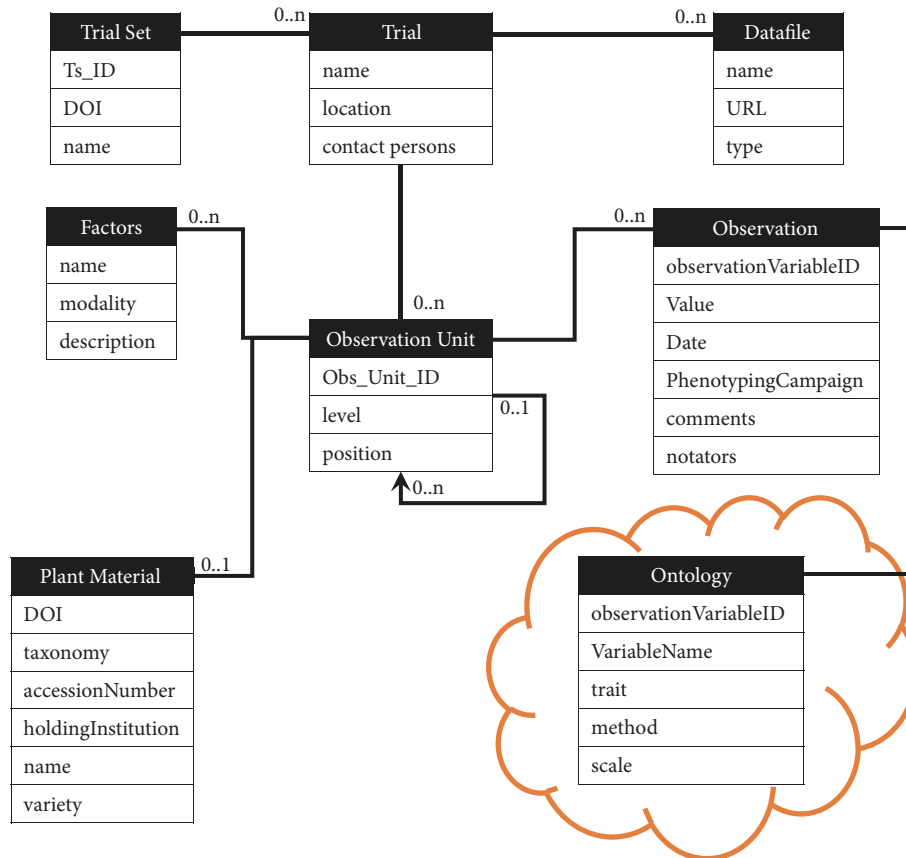 0..n
0..n
Trial Set
Ts_ID
DOI
name
Trial
name
location
contact persons
Datafile
name
URL
type
0..n
0..n
Factors
name
modality
description
Observation
observationVariableID
Value
Date
PhenotypingCampaign
comments
notators
0..n
Observation Unit
Obs_Unit_ID
level
position
0..1
0..n
0..1
Plant Material
DOI
taxonomy
accessionNumber
holdingInstitution
name
variety
Ontology
observationVariableID
VariableName
trait
method
scale